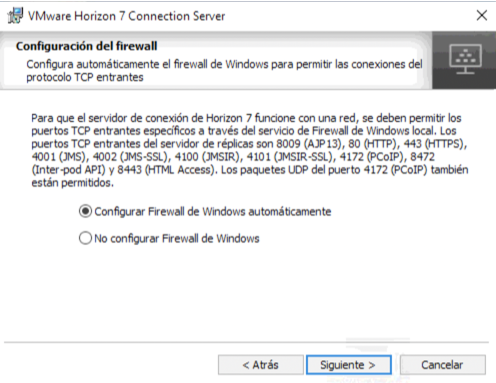 VMware Horizon 7 Connection Server
Configuración del firewall
Configura automáticamente el firewall de Windows para permitir las conexiones del
protocolo TCP entrantes
Para que el servidor de conexión de Horizon 7 funcione con una red, se deben permitir los
puertos TCP entrantes específicos a través del servicio de Firewall de Windows local. Los
puertos TCP entrantes del servidor de réplicas son 8009 (AJP13), 80 (HTTP), 443 (HTTPS),
4001 (JMS), 4002 (JMS-SSL), 4100 (JMSIR), 4101 (JMSIR-SSL), 4172 (PCoIP), 8472
(Inter-pod API) y 8443 (HTML Access). Los paquetes UDP del puerto 4172 (PCoIP) también
están permitidos.
Configurar Firewall de Windows automáticamente
No configurar Firewall de Windows
< Atrás
Siguiente >
Cancelar